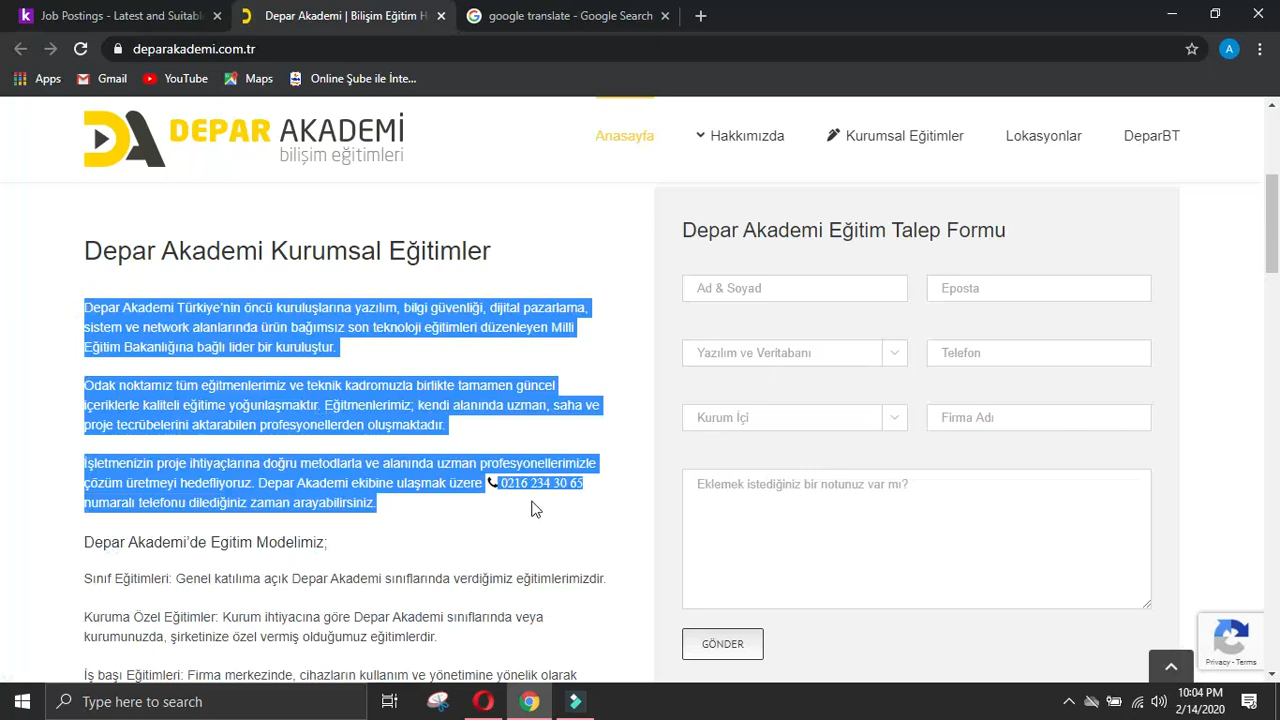 Job Postings - Latest and Suitabl
Depar Akademi | Bilişim Eğitim H
google translate - Google Search
deparakademi.com.tr
A
Apps
Gmail
YouTube
Maps
Online Şube ile İnte...
DEPAR AKADEMİ
bilişim eğitimleri
Anasayfa
Hakkımızda
Kurumsal Eğitimler
Lokasyonlar
DeparBT
Depar Akademi Kurumsal Eğitimler
Depar Akademi Türkiye'nin öncü kuruluşlarına yazılım, bilgi güvenliği, dijital pazarlama,
sistem ve network alanlarında ürün bağımsız son teknoloji eğitimleri düzenleyen Milli
Eğitim Bakanlığına bağlı lider bir kuruluştur.
Odak noktamız tüm eğitmenlerimiz ve teknik kadromuzla birlikte tamamen güncel
içeriklerle kaliteli eğitime yoğunlaşmaktır. Eğitmenlerimiz; kendi alanında uzman, saha ve
proje tecrübelerini aktarabilen profesyonellerden oluşmaktadır.
İşletmenizin proje ihtiyaçlarına doğru metodlarla ve alanında uzman profesyonellerimizle
çözüm üretmeyi hedefliyoruz. Depar Akademi ekibine ulaşmak üzere 0216 234 30 65
numaralı telefonu dilediğiniz zaman arayabilirsiniz.
Depar Akademi'de Egitim Modelimiz;
Sınıf Eğitimleri: Genel katılıma açık Depar Akademi sınıflarında verdiğimiz eğitimlerimizdir.
Kuruma Özel Eğitimler: Kurum ihtiyacına göre Depar Akademi sınıflarında veya
kurumunuzda, şirketinize özel vermiş olduğumuz eğitimlerdir.
İş başı Eğitimleri: Firma merkezinde, cihazların kullanım ve yönetimine yönelik olarak
Depar Akademi Eğitim Talep Formu
Ad & Soyad
Eposta
Yazılım ve Veritabanı
Telefon
Kurum İçi
Firma Adı
Eklemek istediğiniz bir notunuz var mı?
GÖNDER
Privacy - Terms
Type here to search
10:04 PM
2/14/2020